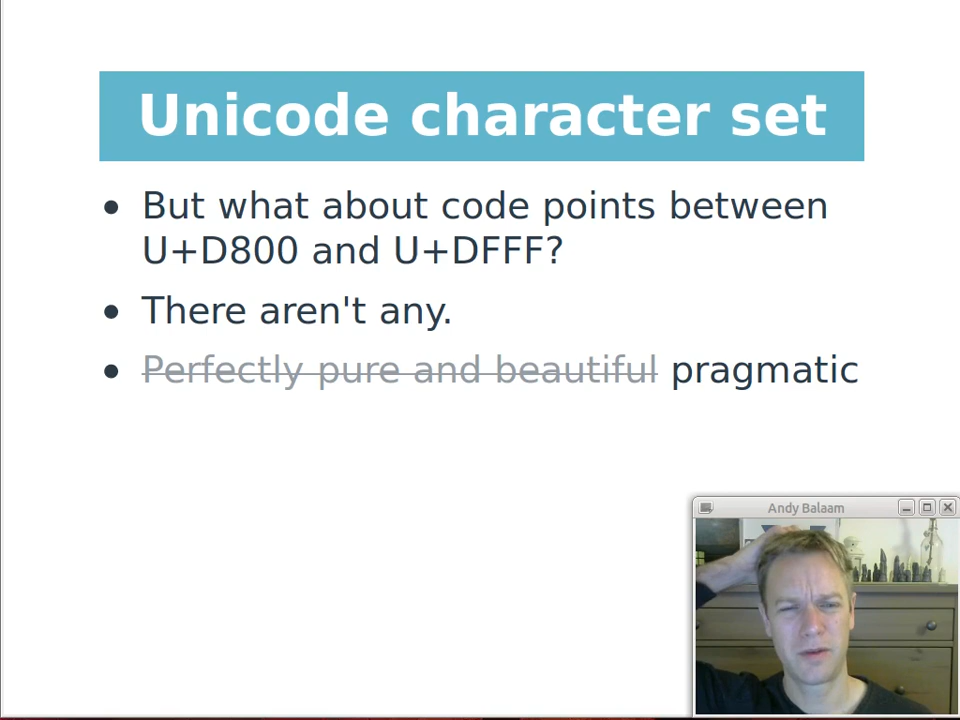 Unicode character set
• But what about code points between
U+D800 and U+DFFF?
• There aren't any.
• Perfectly pure and beautiful pragmatic
Andy Balaam